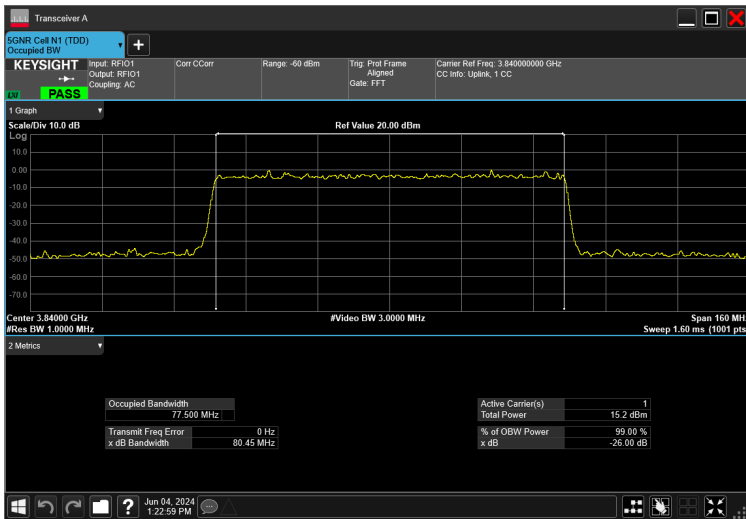 Transceiver A
5GNR Cell N1 (TDD)
Occupied BW
KEYSIGHT
LXI
PASS
Input: RFIO1
Output: RFIO1
Coupling: AC
Corr CCorr
Range: -60 dBm
Trig: Prot Frame
Aligned
Gate: FFT
Carrier Ref Freq: 3.840000000 GHz
CC Info: Uplink, 1 CC
1 Graph
Scale/Div 10.0 dB
Ref Value 20.00 dBm
Log
10.0
0.00
-10.0
-20.0
-30.0
-40.0
-50.0
-60.0
-70.0
Center 3.84000 GHz
#Video BW 3.0000 MHz
Span 160 MH
#Res BW 1.0000 MHz
Sweep 1.60 ms (1001 pts
2 Metrics
Occupied Bandwidth
77.500 MHz
Transmit Freq Error 0 Hz
x dB Bandwidth 80.45 MHz
Active Carrier(s) 1
Total Power 15.2 dBm
% of OBW Power 99.00 %
x dB -26.00 dB
?
Jun 04, 2024
1:22:59 PM